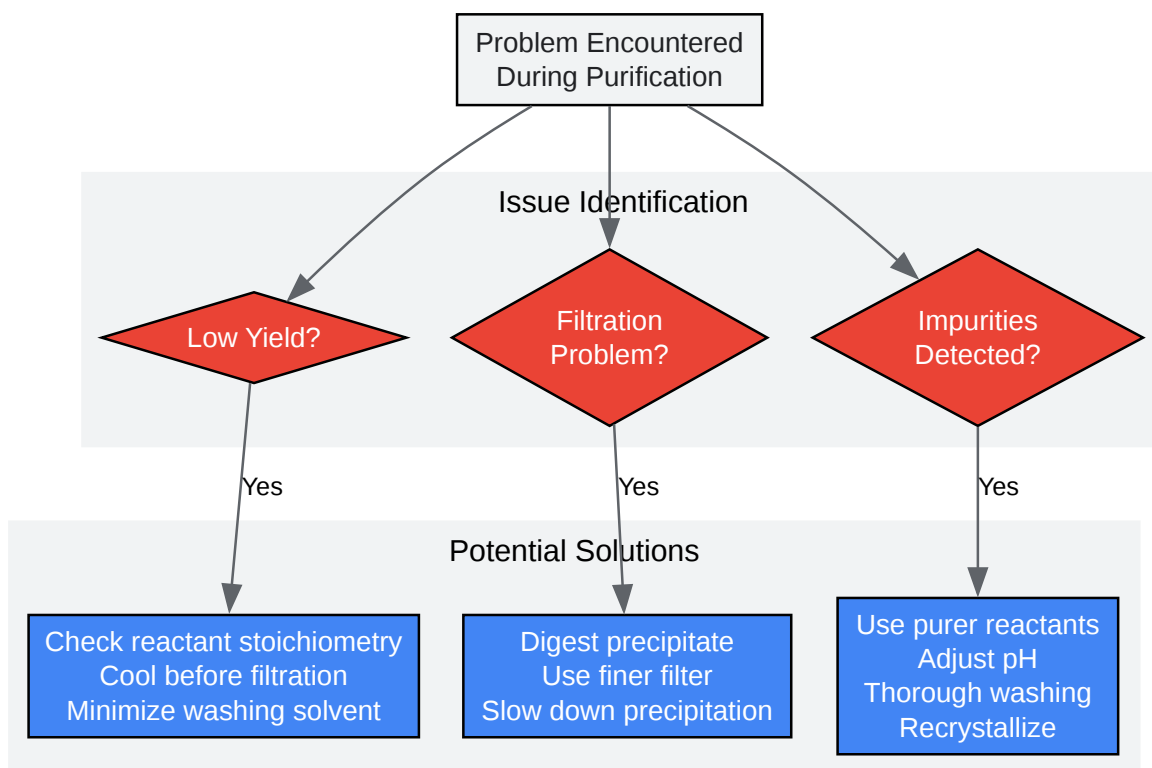 Problem Encountered
During Purification
Issue Identification
Low Yield?
Filtration
Problem?
Impurities
Detected?
Yes
Yes
Yes
Potential Solutions
Check reactant stoichiometry
Cool before filtration
Minimize washing solvent
Digest precipitate
Use finer filter
Slow down precipitation
Use purer reactants
Adjust pH
Thorough washing
Recrystallize